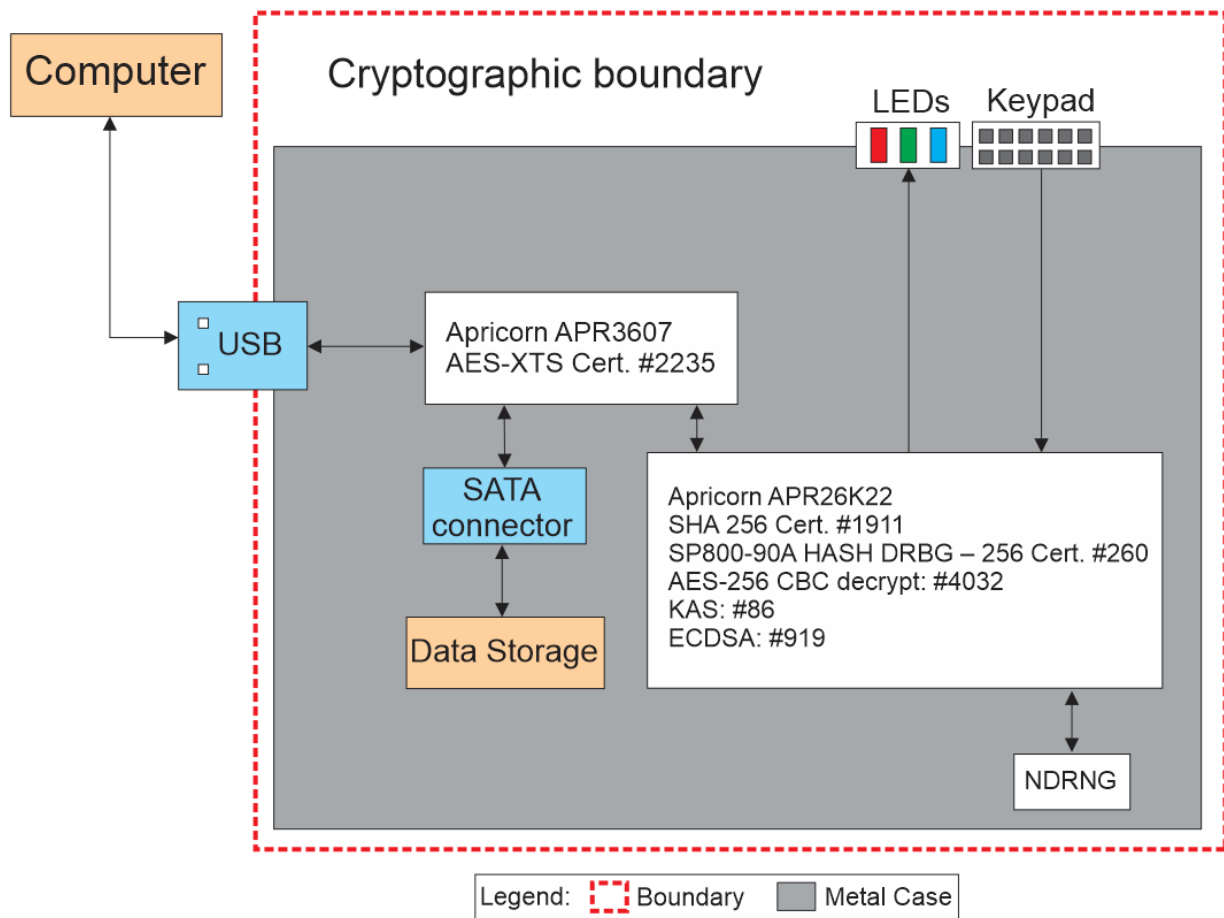 Computer
Cryptographic boundary
LEDs
Keypad
USB
Apricorn APR3607
AES-XTS Cert. #2235
SATA
connector
Data Storage
Apricorn APR26K22
SHA 256 Cert. #1911
SP800-90A HASH DRBG – 256 Cert. #260
AES-256 CBC decrypt: #4032
KAS: #86
ECDSA: #919
NDRNG
Legend: Boundary Metal Case